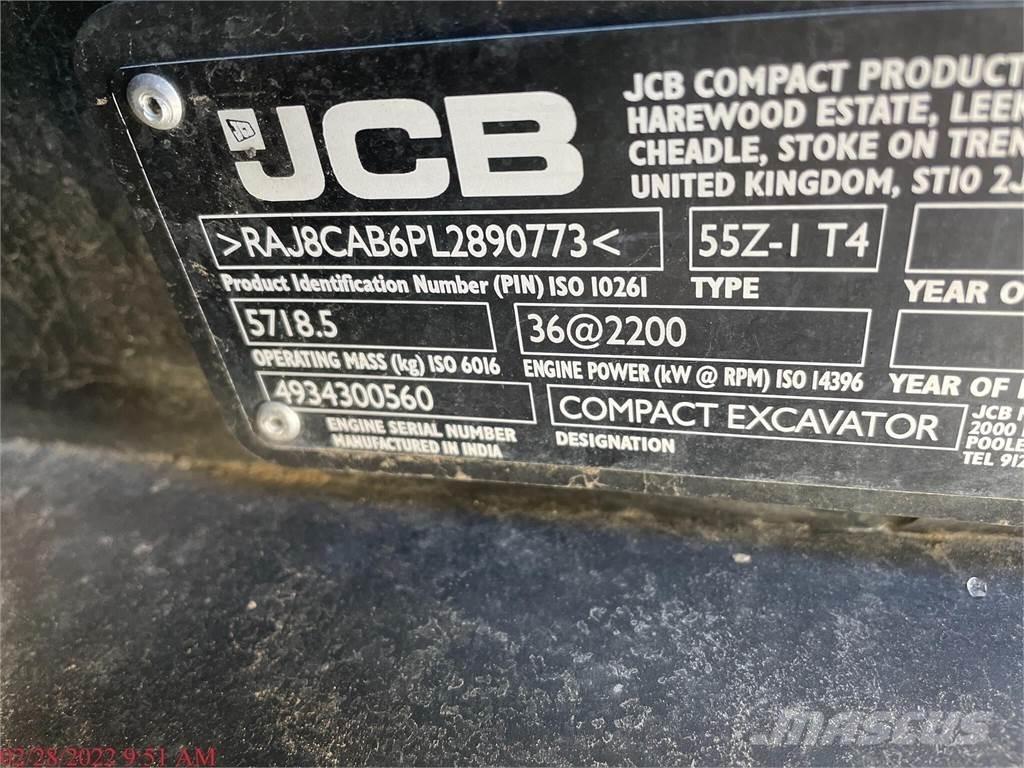 JCB
JCB COMPACT PRODUCT
HAREWOOD ESTATE, LEEK
CHEADLE, STOKE ON TREN
UNITED KINGDOM, ST10 2J
>RAJ8CAB6PL2890773<
55Z-1 T4
Product Identification Number (PIN) ISO 10261
TYPE
YEAR O
5718.5
36@2200
OPERATING MASS (kg) ISO 6016
ENGINE POWER (kW @ RPM) ISO 14396
YEAR OF
4934300560
COMPACT EXCAVATOR
JCB
2000
POOLE
TEL 912
ENGINE SERIAL NUMBER
MANUFACTURED IN INDIA
DESIGNATION
MASCUS
02/28/2022 9:51 AM